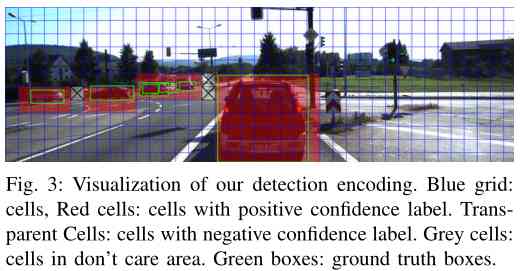 Fig. 3: Visualization of our detection encoding. Blue grid:
cells, Red cells: cells with positive confidence label. Trans-
parent Cells: cells with negative confidence label. Grey cells:
cells in don't care area. Green boxes: ground truth boxes.